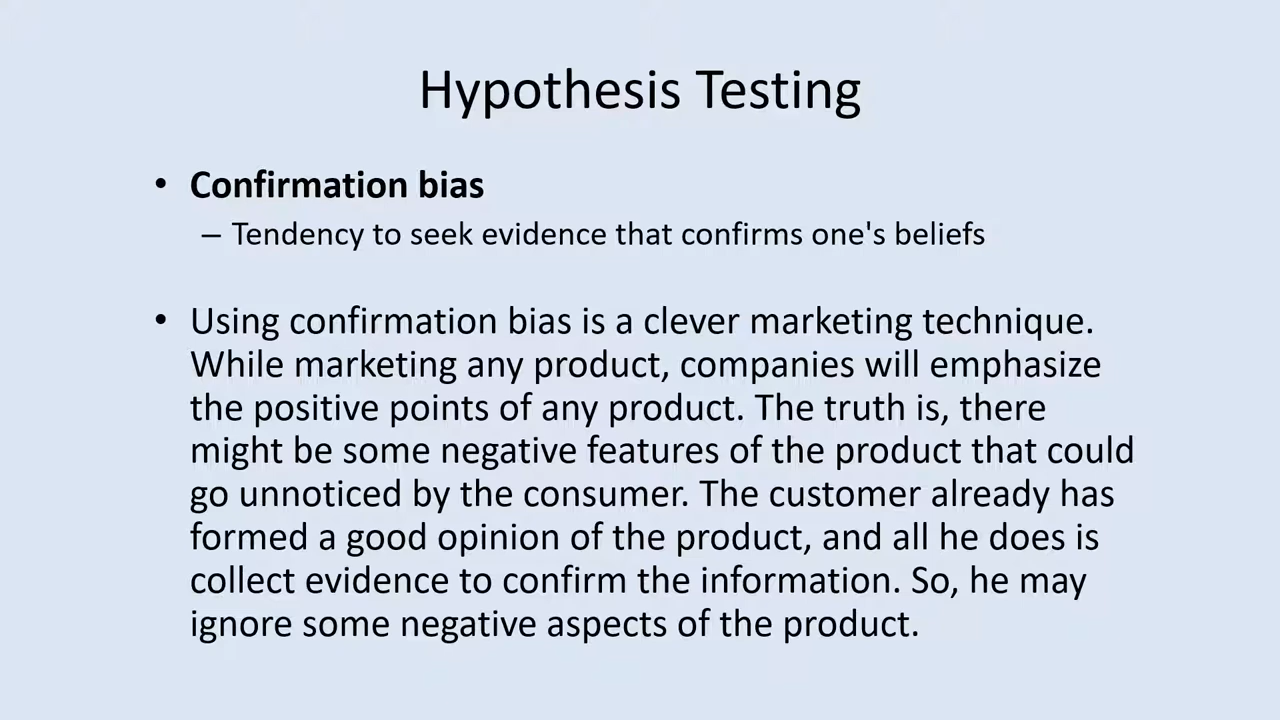 Hypothesis Testing
• Confirmation bias
– Tendency to seek evidence that confirms one's beliefs
• Using confirmation bias is a clever marketing technique.
While marketing any product, companies will emphasize
the positive points of any product. The truth is, there
might be some negative features of the product that could
go unnoticed by the consumer. The customer already has
formed a good opinion of the product, and all he does is
collect evidence to confirm the information. So, he may
ignore some negative aspects of the product.